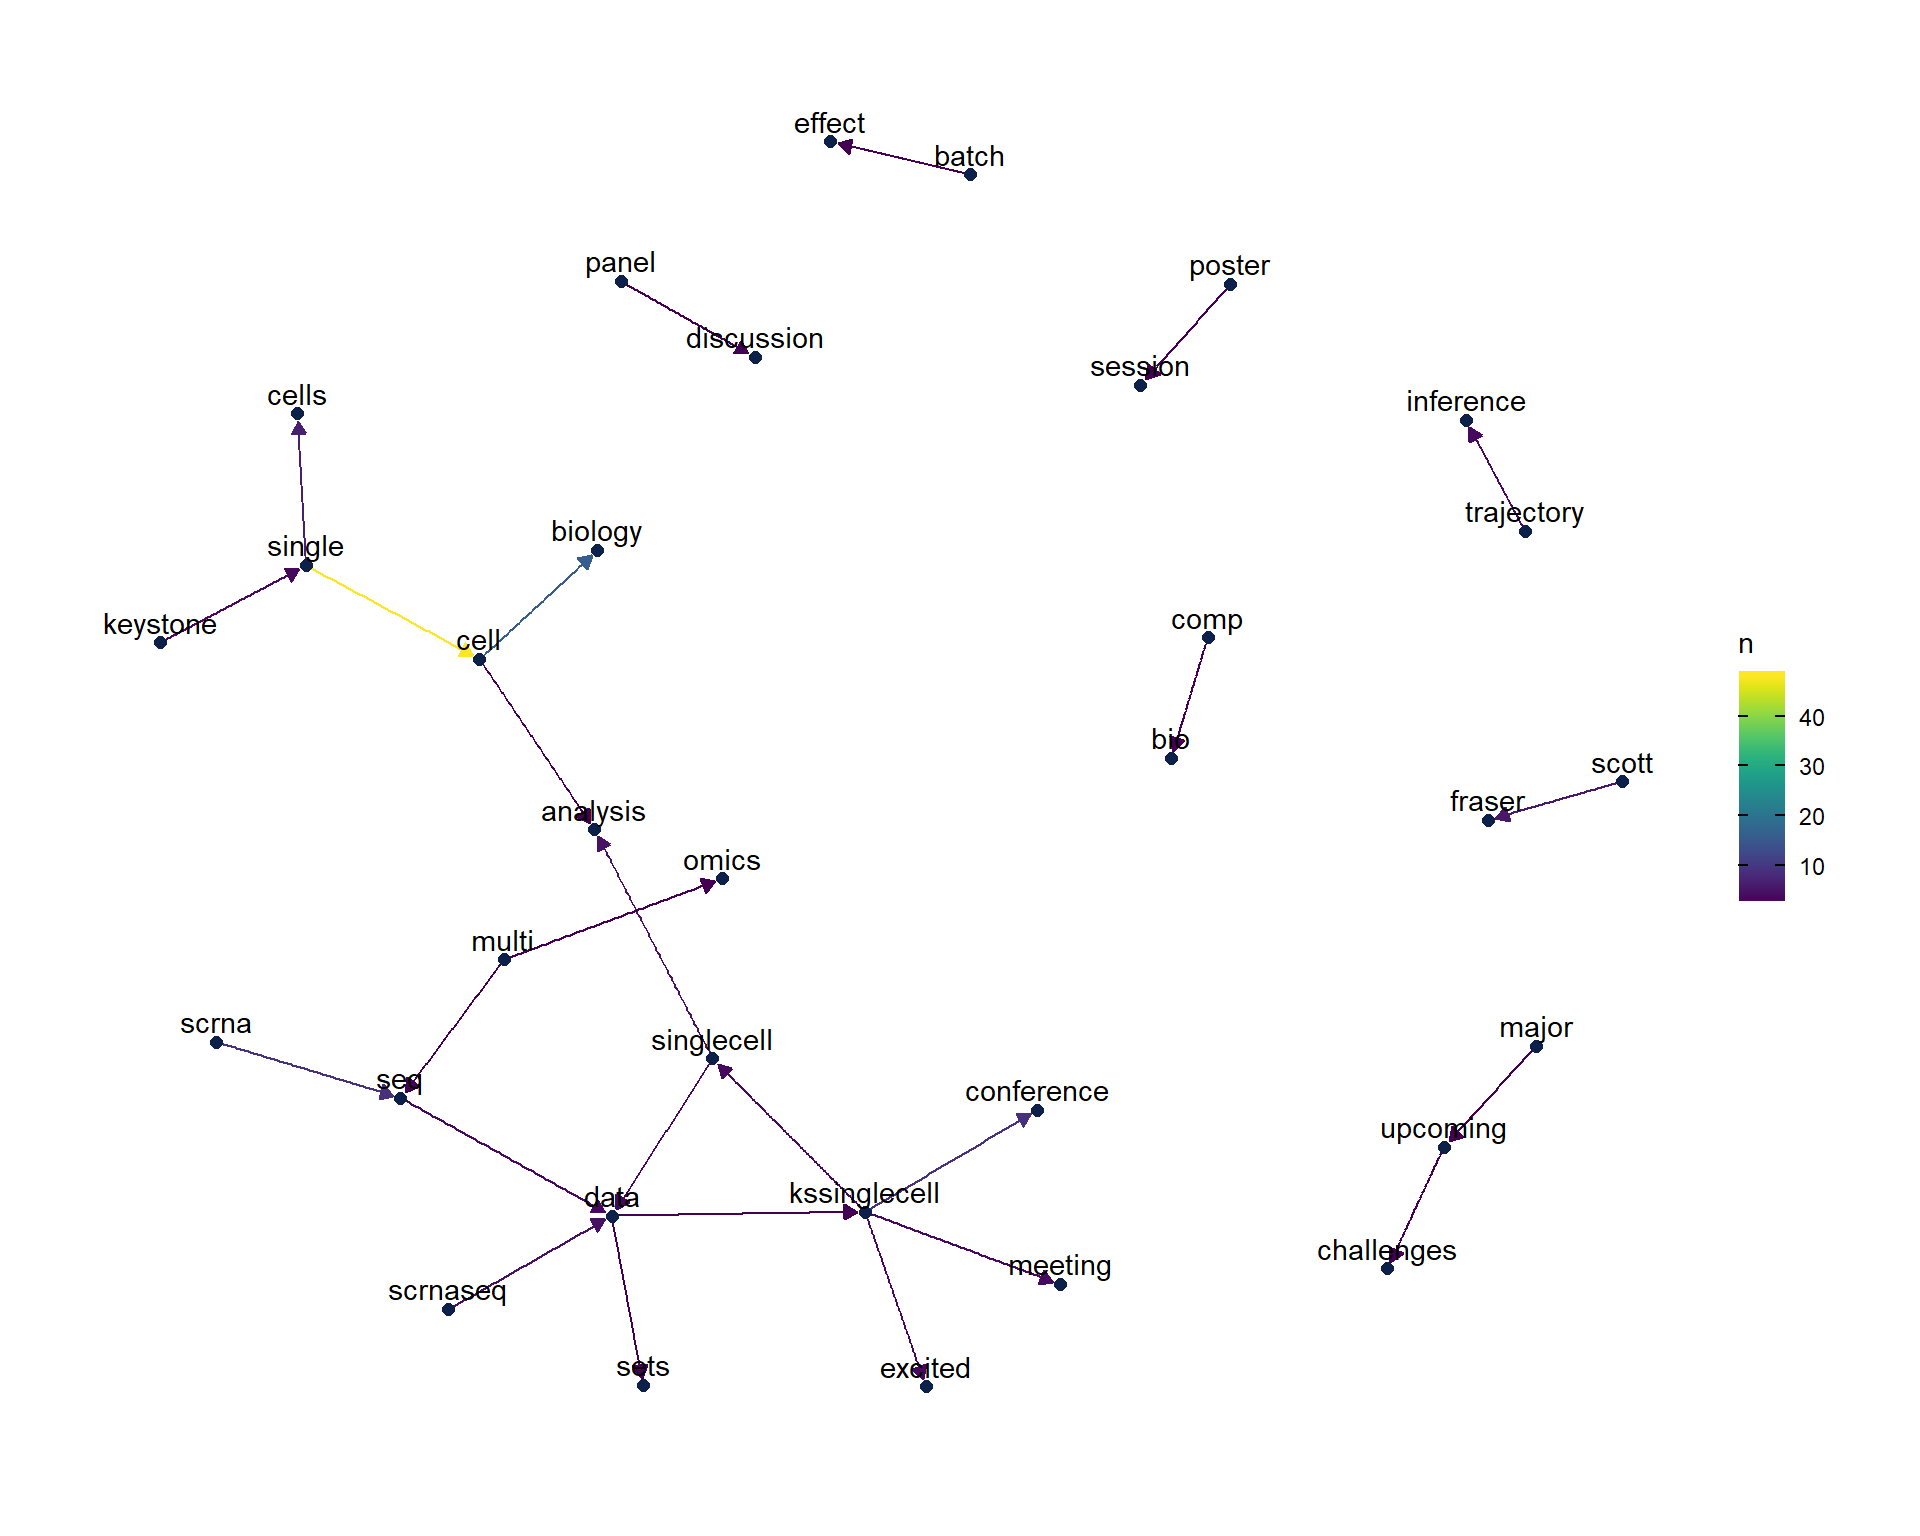 effect
batch
panel
poster
discussion
session
cells
inference
trajectory
biology
single
keystone
cell
comp
n
bio
40
30
20
10
scott
fraser
analysis
omics
multi
scrna
singlecell
major
seq
conference
upcoming
data
kssinglecell
challenges
meeting
scrnaseq
sets
excited